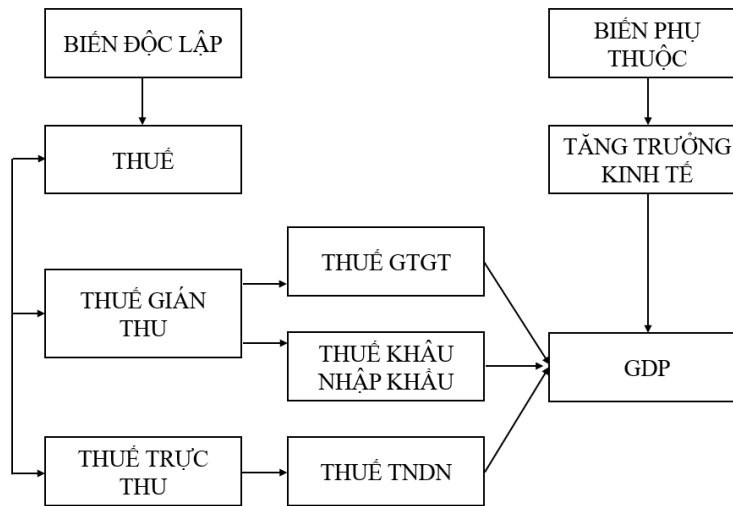 BIẾN ĐỘC LẬP
BIẾN PHỤ
THUỘC
THUẾ
TĂNG TRƯỞNG
KINH TẾ
THUẾ GTGT
THUẾ GIÁN
THU
THUẾ KHÂU
NHẬP KHẨU
GDP
THUẾ TRỰC
THU
THUẾ TNDN